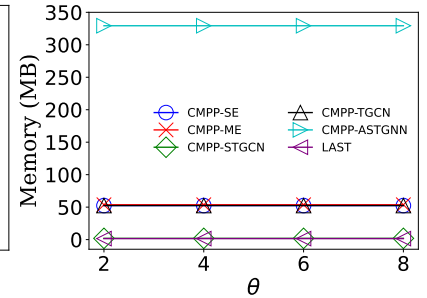 Memory (MB)
350
300
250
200
150
100
50
0
CMPP-SE
CMPP-ME
CMPP-STGCN
CMPP-TGCN
CMPP-ASTGNN
LAST
2 4 6 8
θ